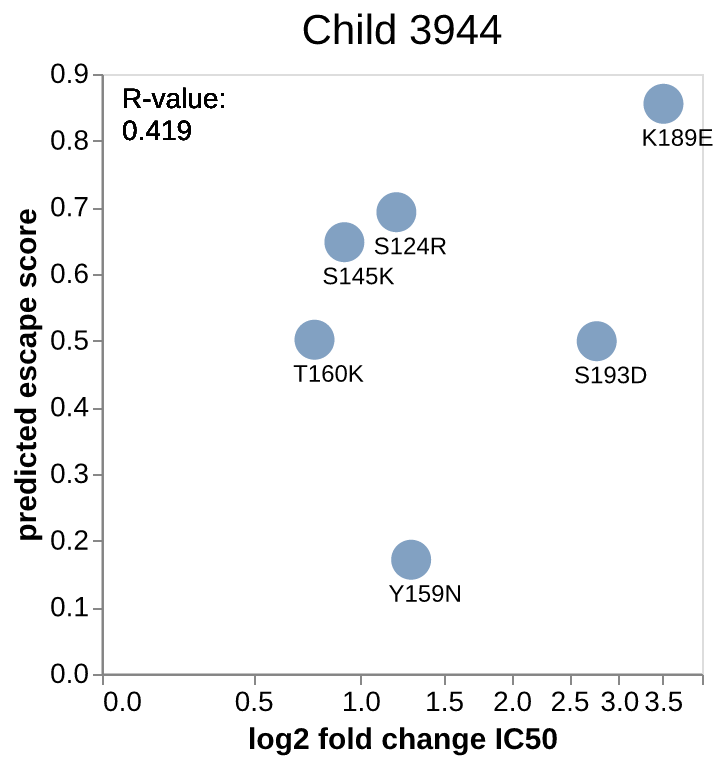 Child 3944
R-value:
0.419
0.9
0.8
0.7
0.6
0.5
0.4
0.3
0.2
0.1
0.0
predicted escape score
K189E
S124R
S145K
T160K
S193D
Y159N
0.0 0.5 1.0 1.5 2.0 2.5 3.0 3.5
log2 fold change IC50